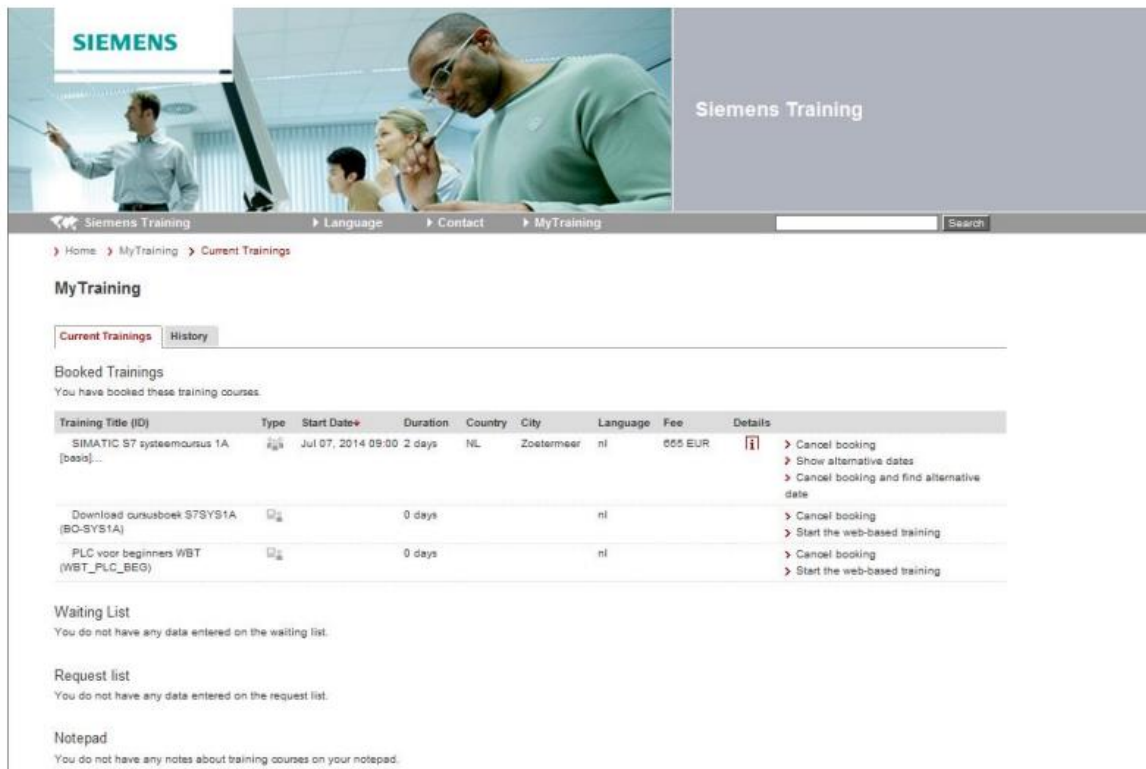 SIEMENS
Siemens Training
Siemens Training Language Contact MyTraining Search
Home MyTraining Current Trainings
MyTraining
Current Trainings History
Booked Trainings
You have booked these training courses.
Training Title (ID) Type Start Date Duration Country City Language Fee Details
SIMATIC S7 systeemcursus 1A [basis]... Jul 07, 2014 09:00 2 days NL Zoetermeer nl 665 EUR
Cancel booking
Show alternative dates
Cancel booking and find alternative
date
Download cursusboek S7SYS1A
(BO-SYS1A)
0 days nl
Cancel booking
Start the web-based training
PLC voor beginners WBT
(WBT_PLC_BEG)
0 days nl
Cancel booking
Start the web-based training
Waiting List
You do not have any data entered on the waiting list.
Request list
You do not have any data entered on the request list.
Notepad
You do not have any notes about training courses on your notepad.